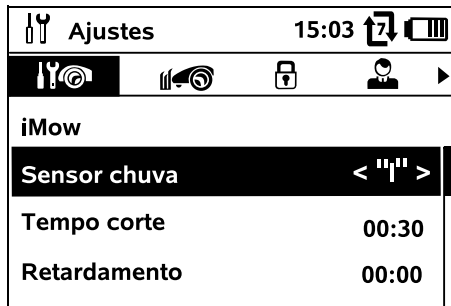 Ajustes 15:03 7
iMow
Sensor chuva < "|" >
Tempo corte 00:30
Retardamento 00:00